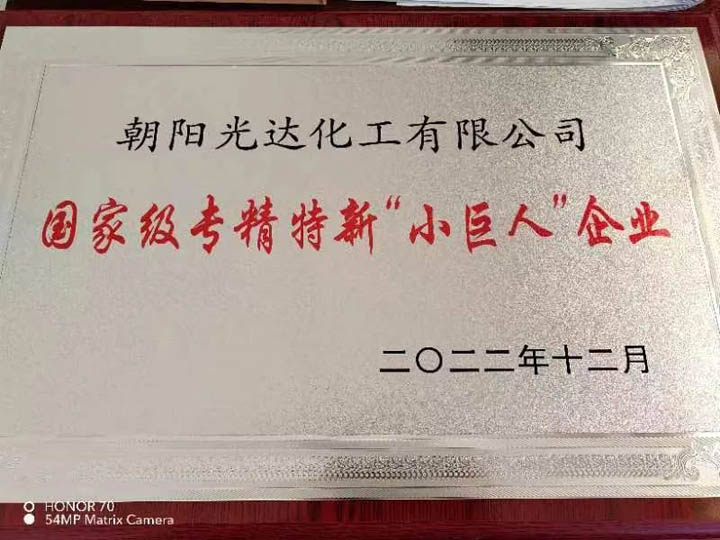 朝阳光达化工有限公司
国家级专精特新“小巨人”企业
二〇二二年十二月
HONOR 70
54MP Matrix Camera